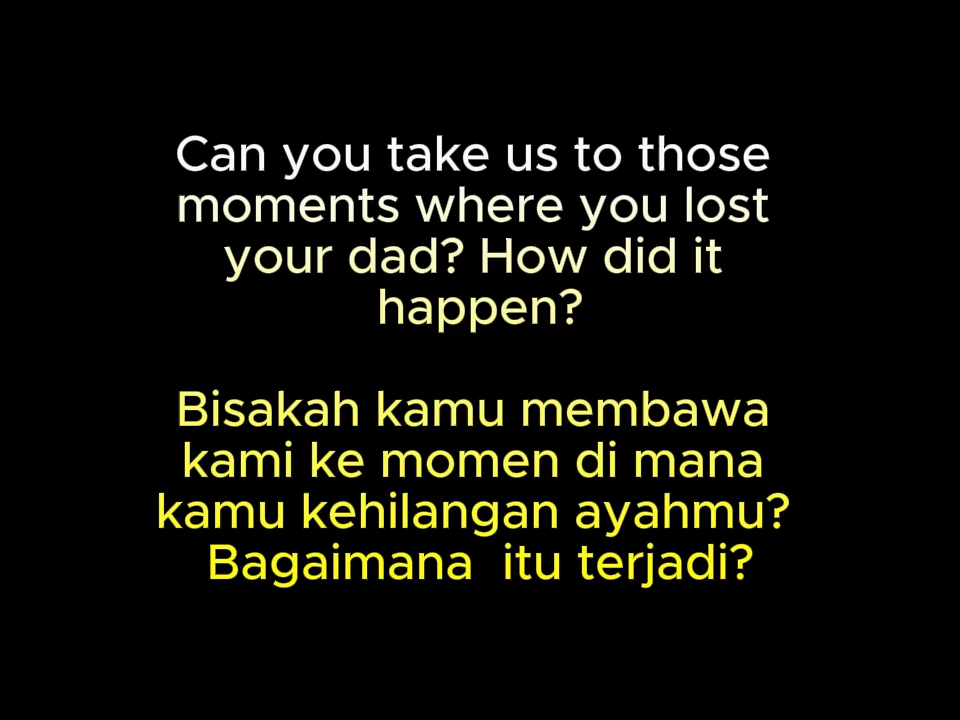 Can you take us to those
moments where you lost
your dad? How did it
happen?
Bisakah kamu membawa
kami ke momen di mana
kamu kehilangan ayahmu?
Bagaimana  itu terjadi?